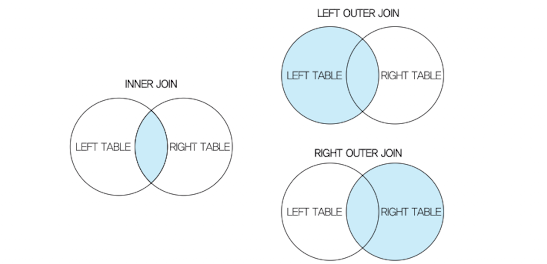 INNER JOIN
LEFT TABLE
RIGHT TABLE
LEFT OUTER JOIN
LEFT TABLE
RIGHT TABLE
RIGHT OUTER JOIN
LEFT TABLE
RIGHT TABLE